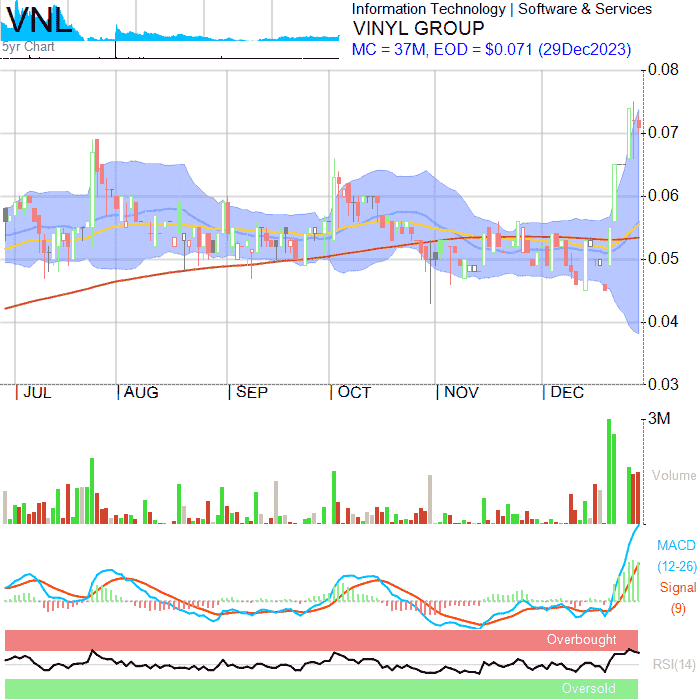 VNL
5yr Chart
Information Technology | Software & Services
VINYL GROUP
MC = 37M, EOD = $0.071 (29Dec2023)
0.08
0.07
0.06
0.05
0.04
0.03
JUL AUG SEP OCT NOV DEC
3M
Volume
MACD
(12-26)
Signal
(9)
Overbought
RSI(14)
Oversold